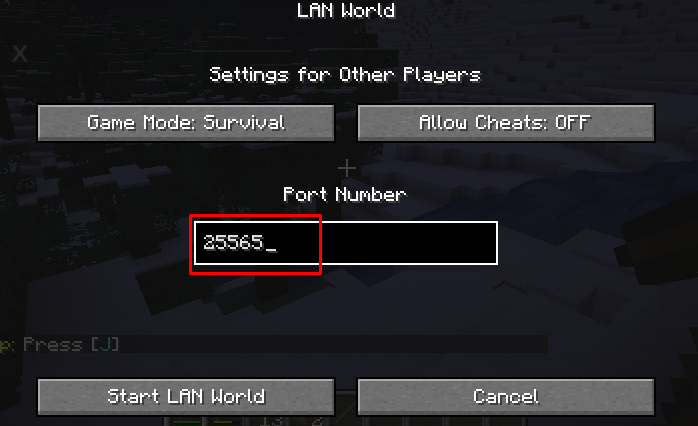 LAN World
X
Settings for Other Players
Game Mode: Survival
Allow Cheats: OFF
Port Number
25565_
p: Press [J]
Start LAN World
Cancel